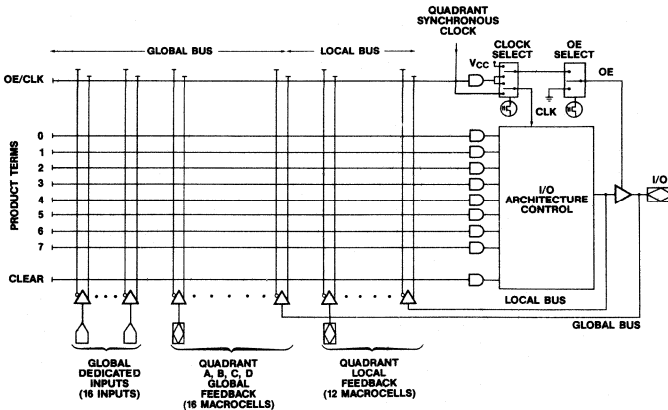 QUADRANT
SYNCHRONOUS
CLOCK
CLOCK
SELECT
OE
SELECT
GLOBAL BUS
LOCAL BUS
OE/CLK
VCC
OE
CLK
PRODUCT TERMS
0
1
2
3
4
5
6
7
CLEAR
I/O
ARCHITECTURE
CONTROL
I/O
LOCAL BUS
GLOBAL BUS
GLOBAL
DEDICATED
INPUTS
(16 INPUTS)
QUADRANT
A, B, C, D
GLOBAL
FEEDBACK
(16 MACROCELLS)
QUADRANT
LOCAL
FEEDBACK
(12 MACROCELLS)